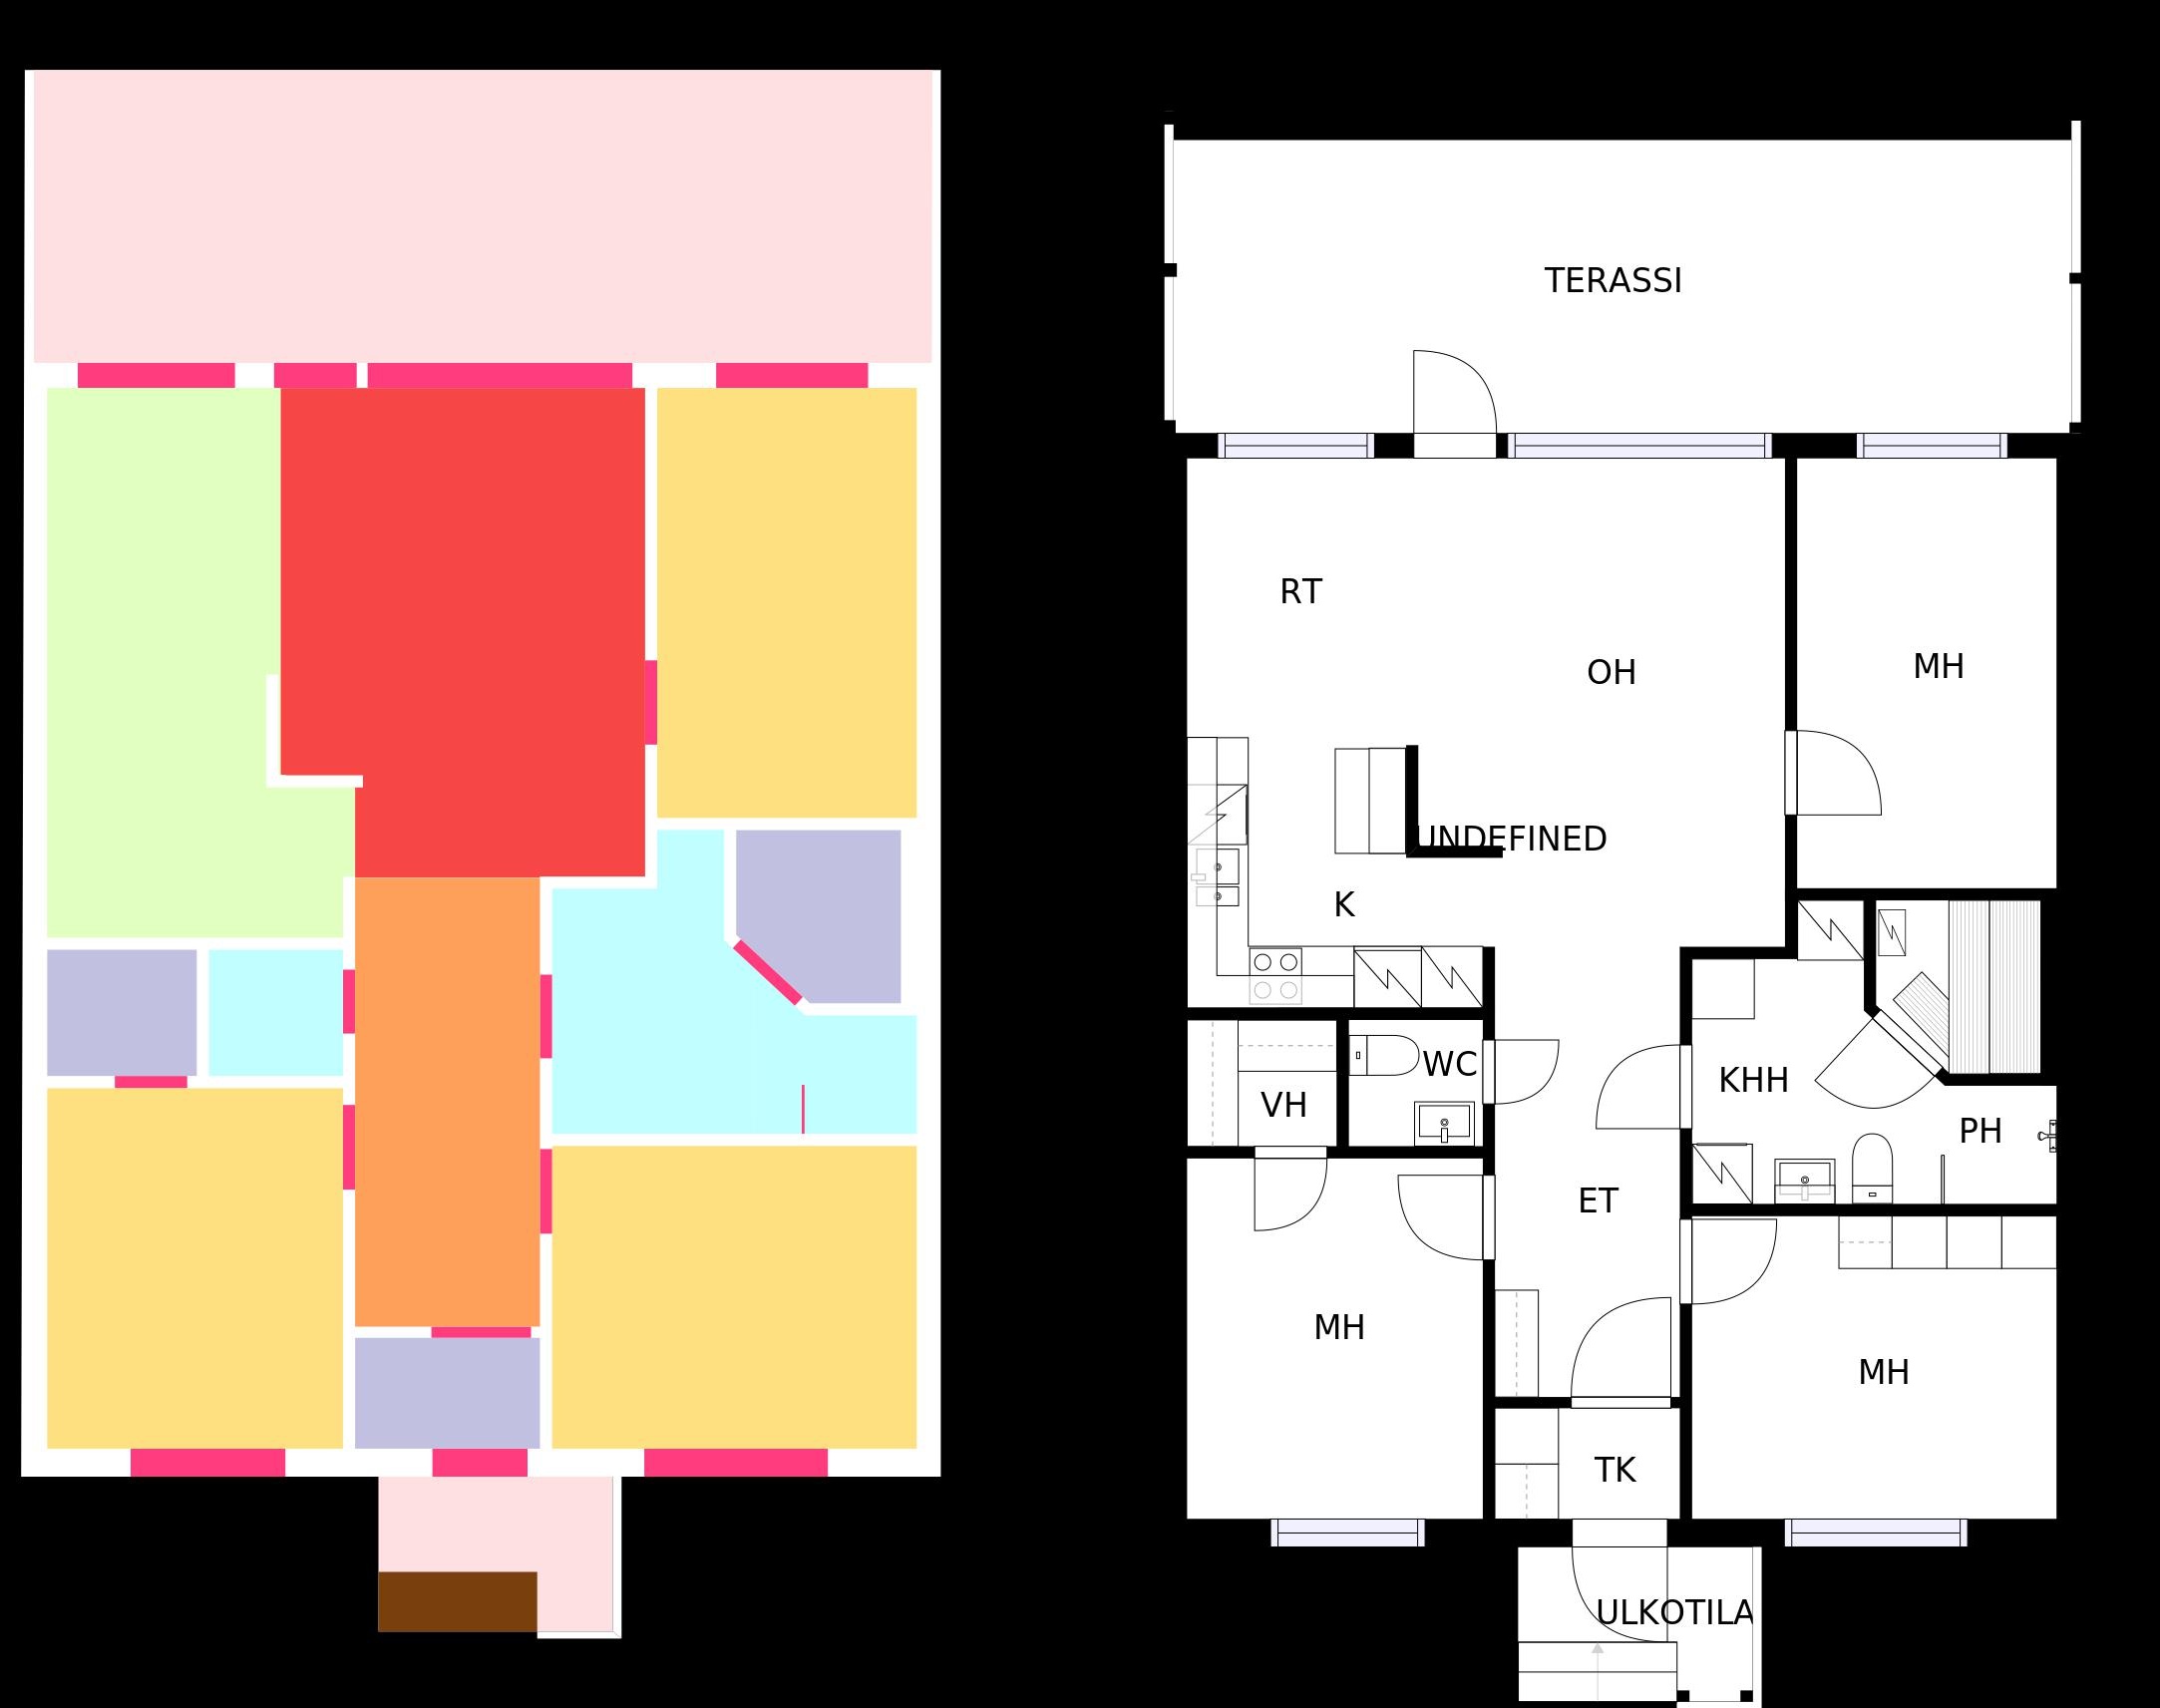 TERASSI
RT
OH
MH
UNDEFINED
K
WC
KHH
VH
PH
ET
MH
MH
TK
ULKOTILA